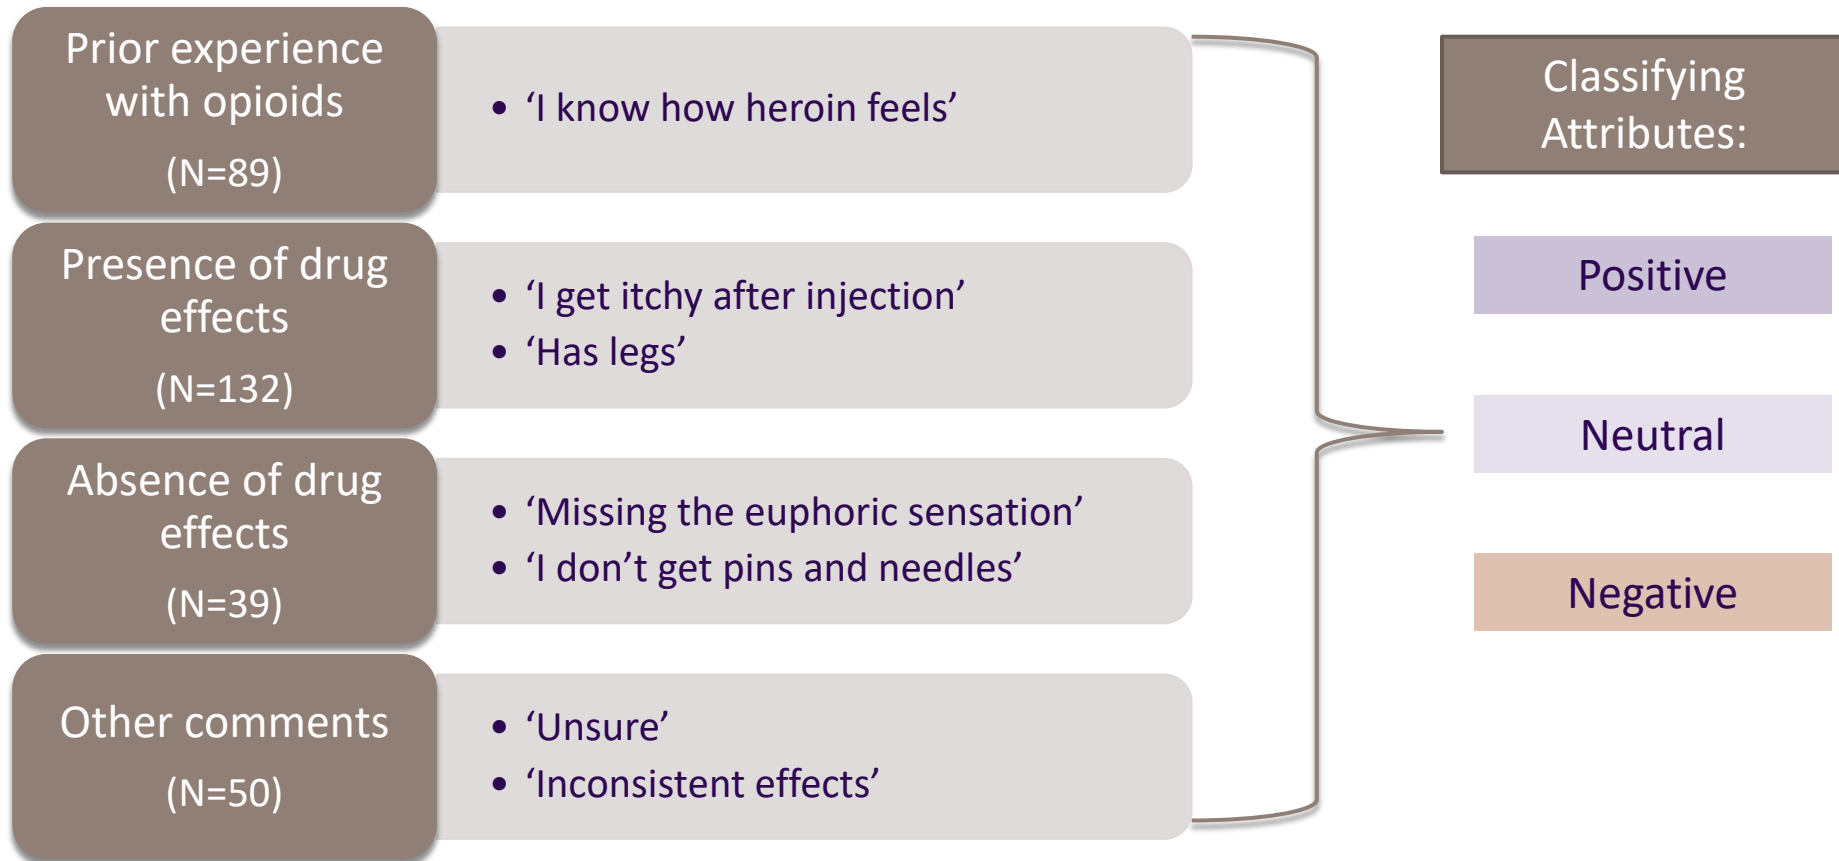 Prior experience
with opioids
(N=89)
• ‘I know how heroin feels’
Presence of drug
effects
(N=132)
• ‘I get itchy after injection’
• ‘Has legs’
Absence of drug
effects
(N=39)
• ‘Missing the euphoric sensation’
• ‘I don’t get pins and needles’
Other comments
(N=50)
• ‘Unsure’
• ‘Inconsistent effects’
Classifying
Attributes:
Positive
Neutral
Negative